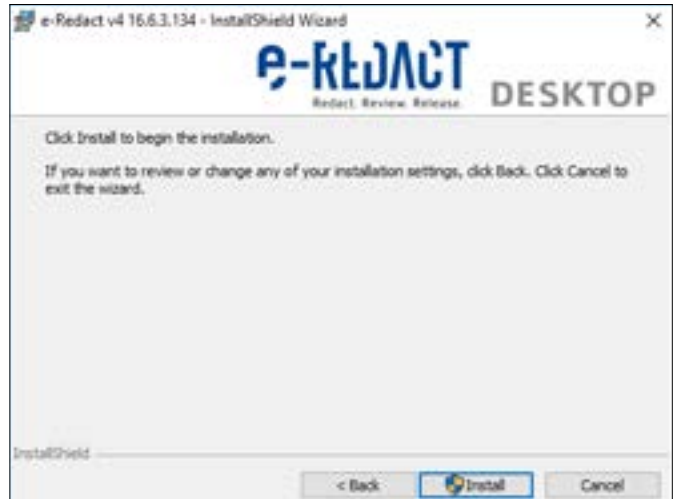 e-Redact v4 16.6.3.134 - InstallShield Wizard
e-REDACT DESKTOP
Redact. Review. Release.
Click Install to begin the installation.
If you want to review or change any of your installation settings, click Back. Click Cancel to
exit the wizard.
InstallShield
< Back Install Cancel